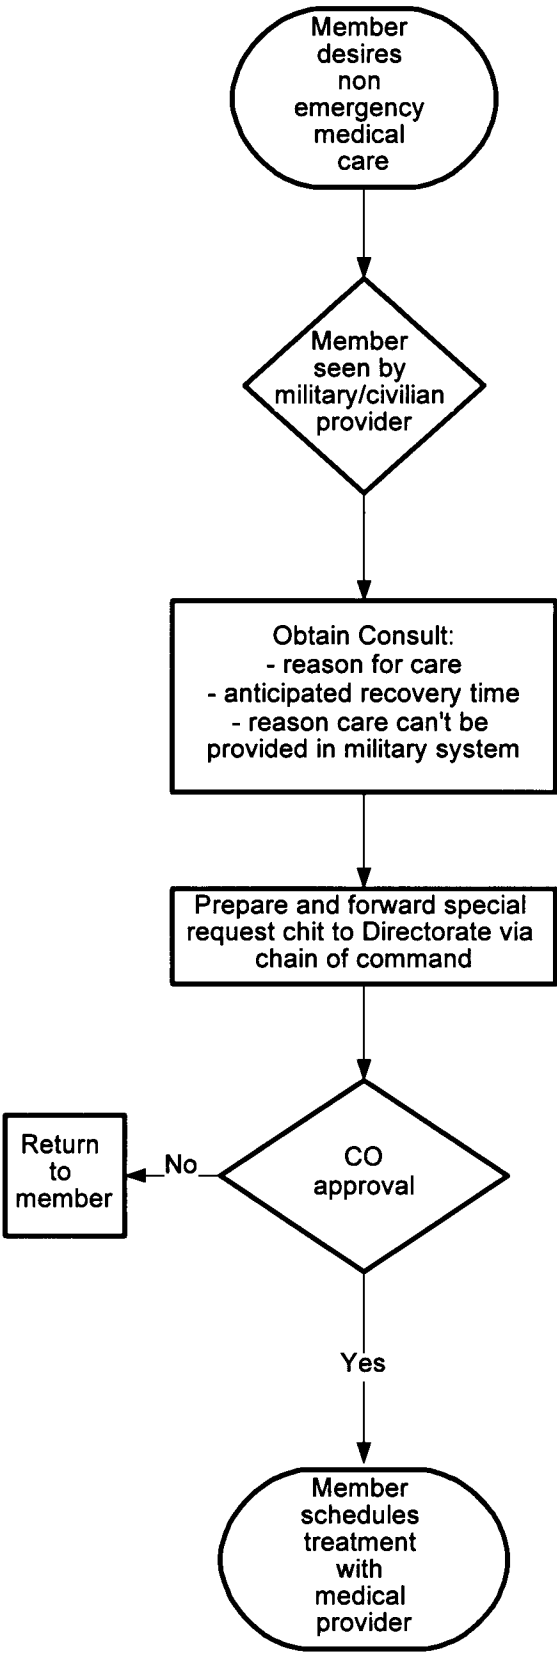 Member
desires
non
emergency
medical
care
Member
seen by
military/civilian
provider
Obtain Consult:
- reason for care
- anticipated recovery time
- reason care can't be
provided in military system
Prepare and forward special
request chit to Directorate via
chain of command
CO
approval
No
Return
to
member
Yes
Member
schedules
treatment
with
medical
provider